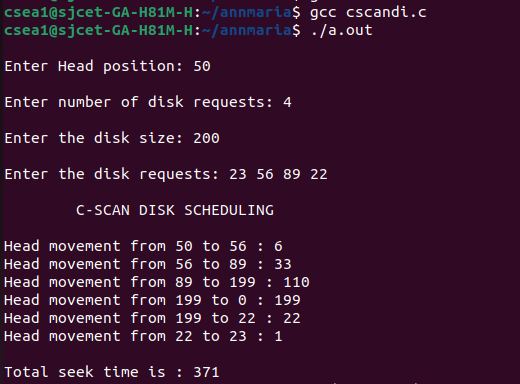 csea1@sjcet-GA-H81M-H:~/annmaria$ gcc cscandi.c
csea1@sjcet-GA-H81M-H:~/annmaria$ ./a.out
Enter Head position: 50
Enter number of disk requests: 4
Enter the disk size: 200
Enter the disk requests: 23 56 89 22
C-SCAN DISK SCHEDULING
Head movement from 50 to 56 : 6
Head movement from 56 to 89 : 33
Head movement from 89 to 199 : 110
Head movement from 199 to 0 : 199
Head movement from 199 to 22 : 22
Head movement from 22 to 23 : 1
Total seek time is : 371